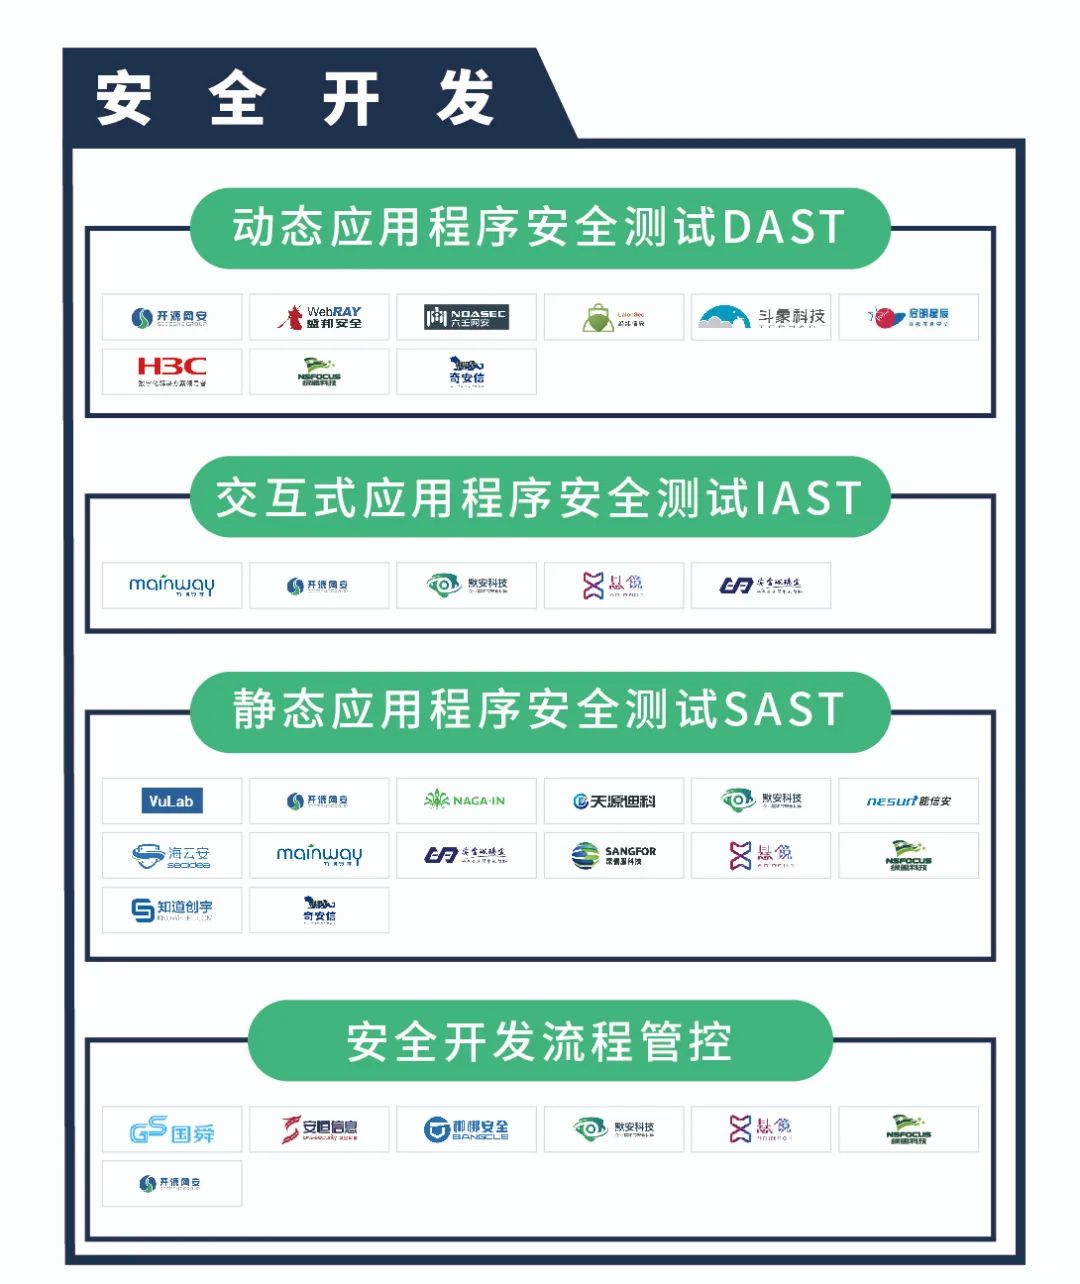 安全开发
动态应用程序安全测试DAST
开源网安
WebRAY
盛邦安全
NOASEC
六壬网安
斗象科技
启明星辰
H3C
数字化解决方案领导者
NSFOCUS
绿盟科技
奇安信
交互式应用程序安全测试IAST
mainway
开源网安
默安科技
悬镜
安全玻璃盒
静态应用程序安全测试SAST
VuLab
开源网安
NAGA·IN
天源迪科
默安科技
nesun 能信安
海云安
secidea
mainway
安全玻璃盒
SANGFOR
深信服科技
悬镜
NSFOCUS
绿盟科技
知道创宇
奇安信
安全开发流程管控
GS国舜
安恒信息
梆梆安全
BANGCLE
默安科技
悬镜
NSFOCUS
绿盟科技
开源网安